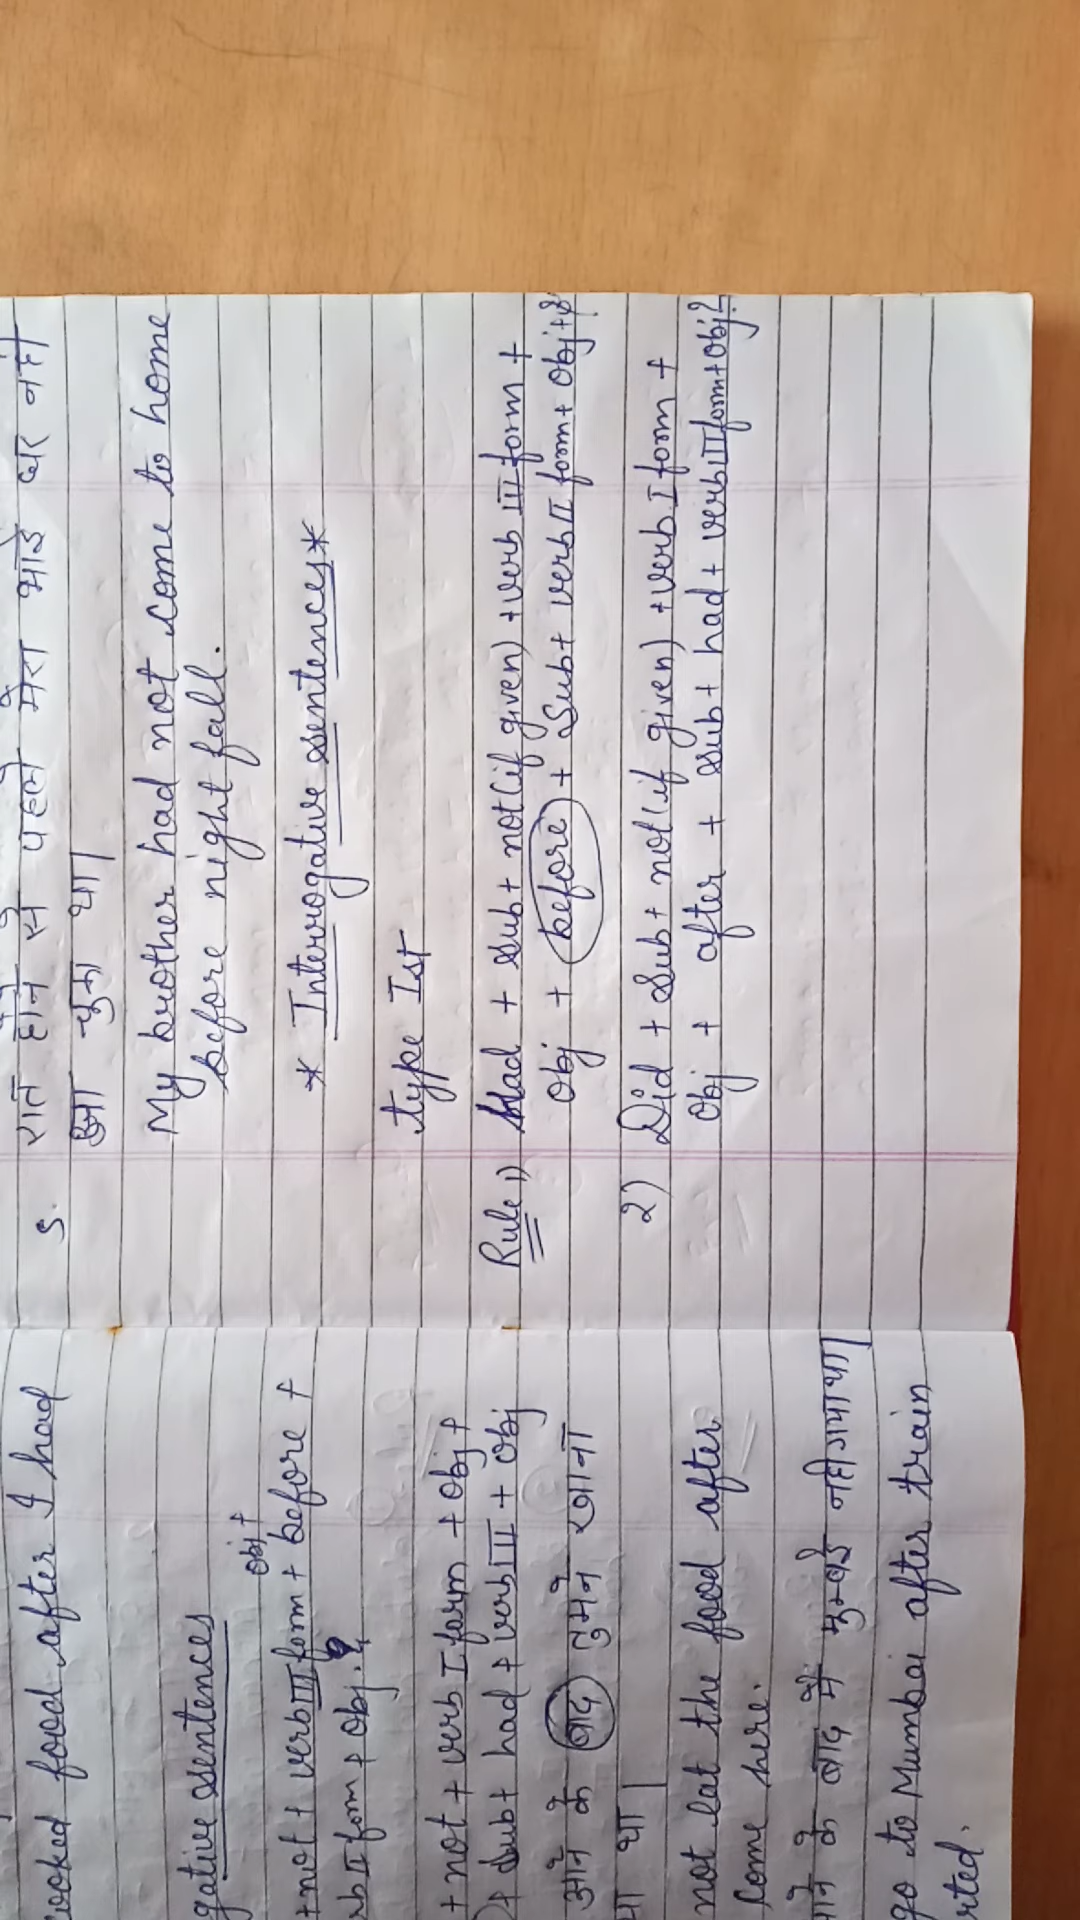 cooked food after I had
gative sentences
obj +
+ not + verb III form + before +
rb II form + obj.
+ not + verb I form + obj +
+ sub + had + verb III + obj
आने के बाद तुमने खाना
था।
not eat the food after
come here.
के बाद में मुम्बई नही गया था।
go to Mumbai after train
rted.
5. रात होने से पहले मेरा भाई घर नही
आ चुका था।
My brother had not come to home
before night fall.
* Interrogative sentences *
type Ist
Rule 1) Had + sub + not (if given) + verb III form +
obj + before + Sub + verb II form + obj + ?
2) Did + sub + not (if given) + verb I form +
obj + after + sub + had + verb III form + obj?